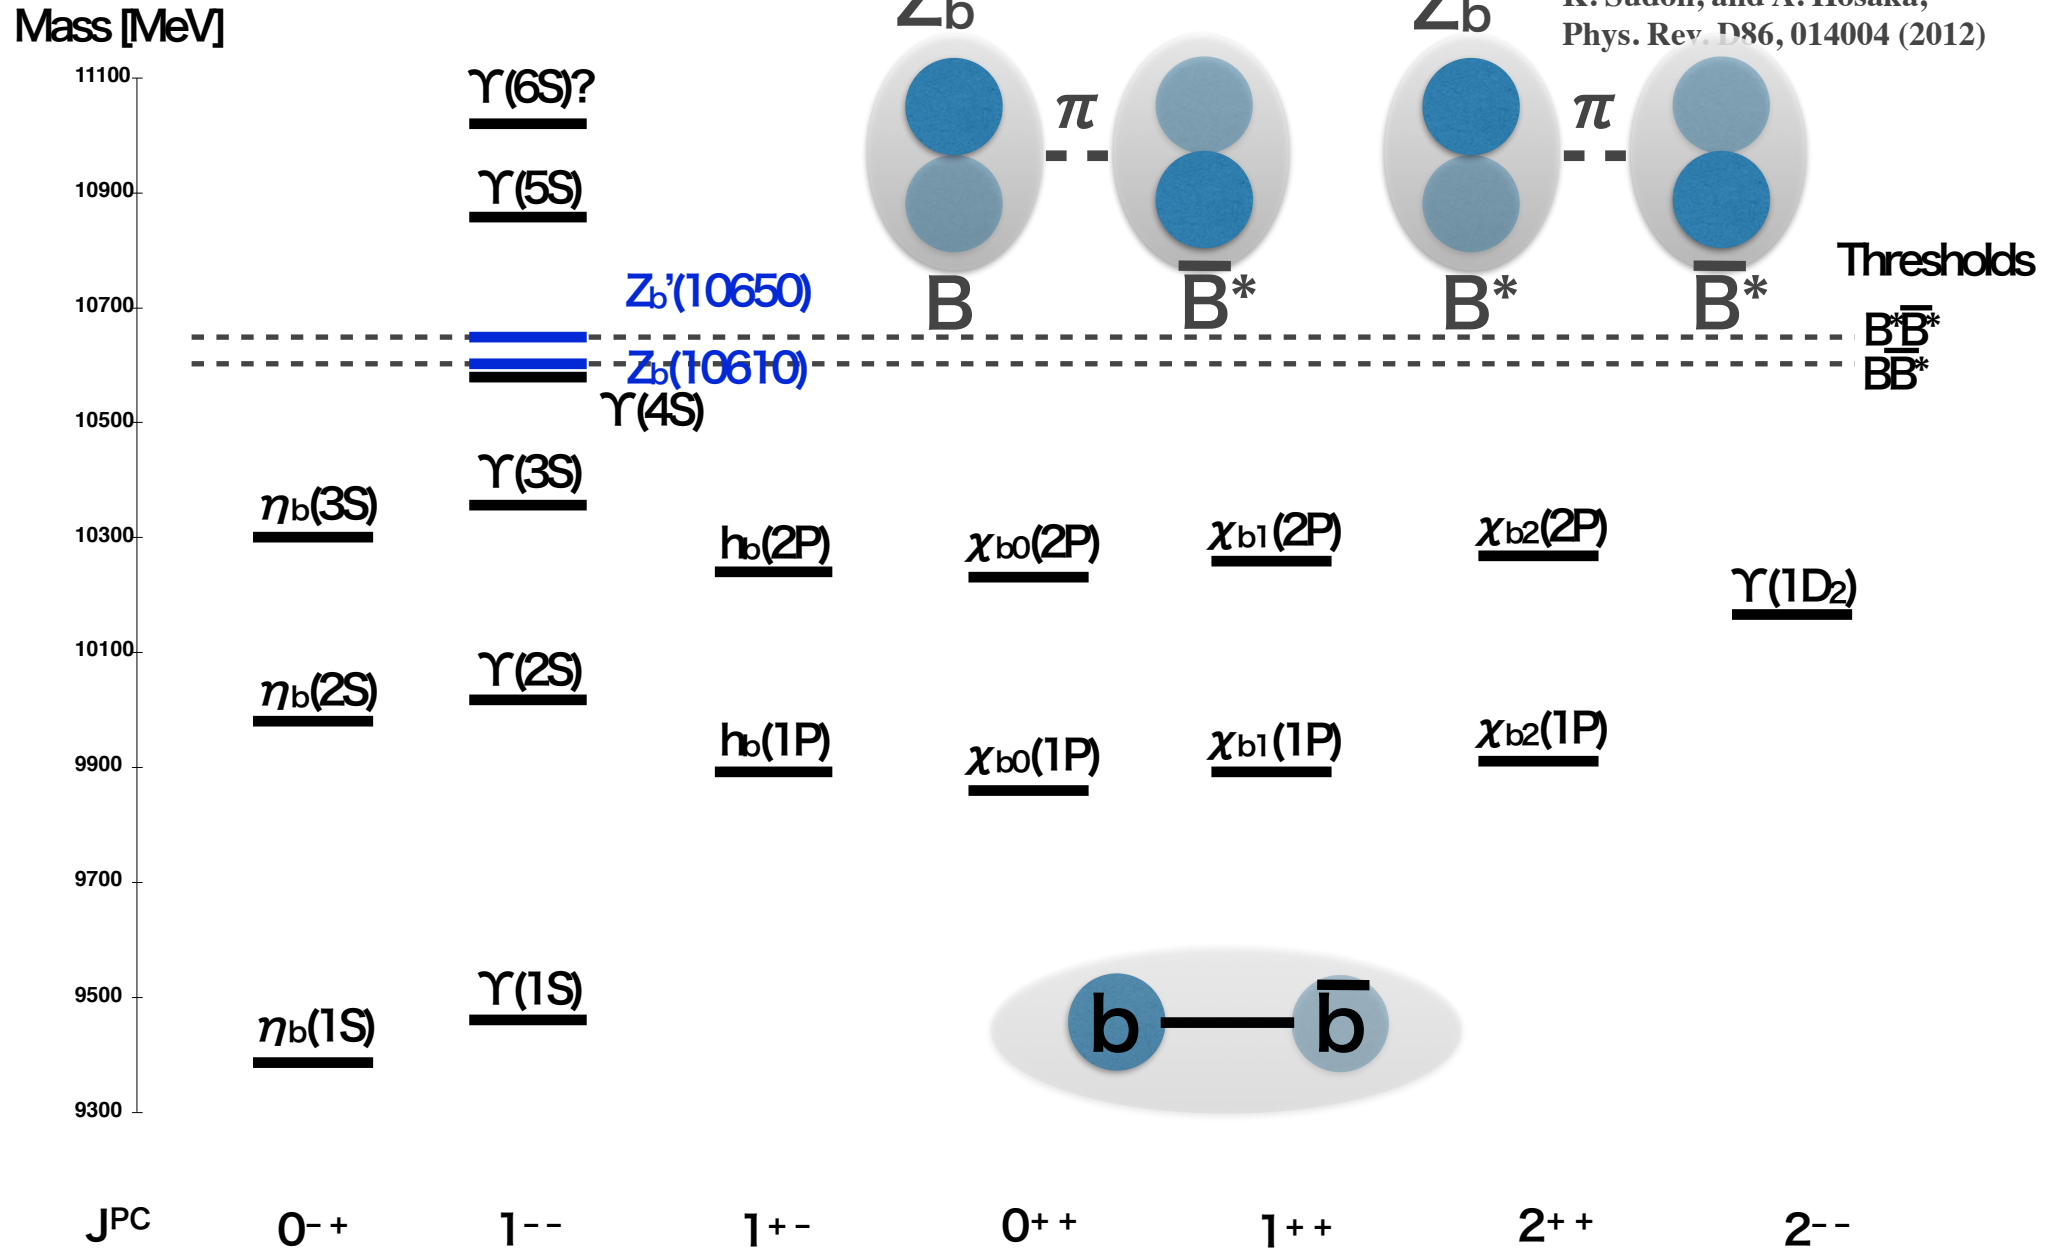 K. Sudoh, and A. Hosaka,
Phys. Rev. D86, 014004 (2012)
Mass [MeV]
Zb
Zb
11100
ϒ(6S)?
π
π
10900
ϒ(5S)
Thresholds
Zb’(10650)
B
B̅*
B*
B̅*
10700
B*B̅*
Zb(10610)
BB̅*
ϒ(4S)
10500
ϒ(3S)
ηb(3S)
10300
hb(2P)
χb0(2P)
χb1(2P)
χb2(2P)
ϒ(1D2)
10100
ϒ(2S)
ηb(2S)
9900
hb(1P)
χb0(1P)
χb1(1P)
χb2(1P)
9700
9500
ϒ(1S)
ηb(1S)
b
b̅
9300
JPC
0- +
1- -
1+ -
0+ +
1+ +
2+ +
2- -